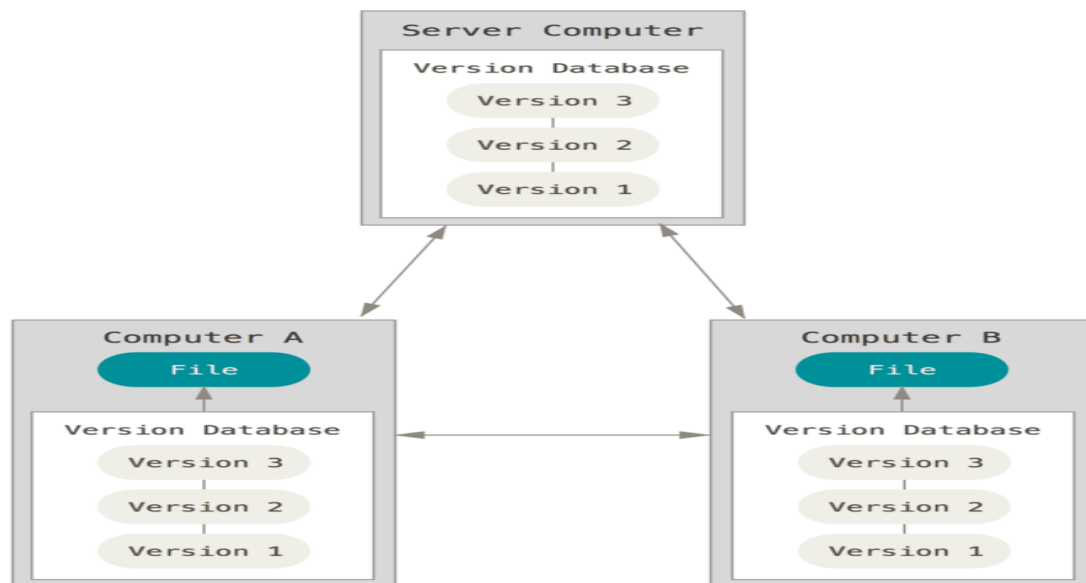 Server Computer
Version Database
Version 3
Version 2
Version 1
Computer A
File
Version Database
Version 3
Version 2
Version 1
Computer B
File
Version Database
Version 3
Version 2
Version 1